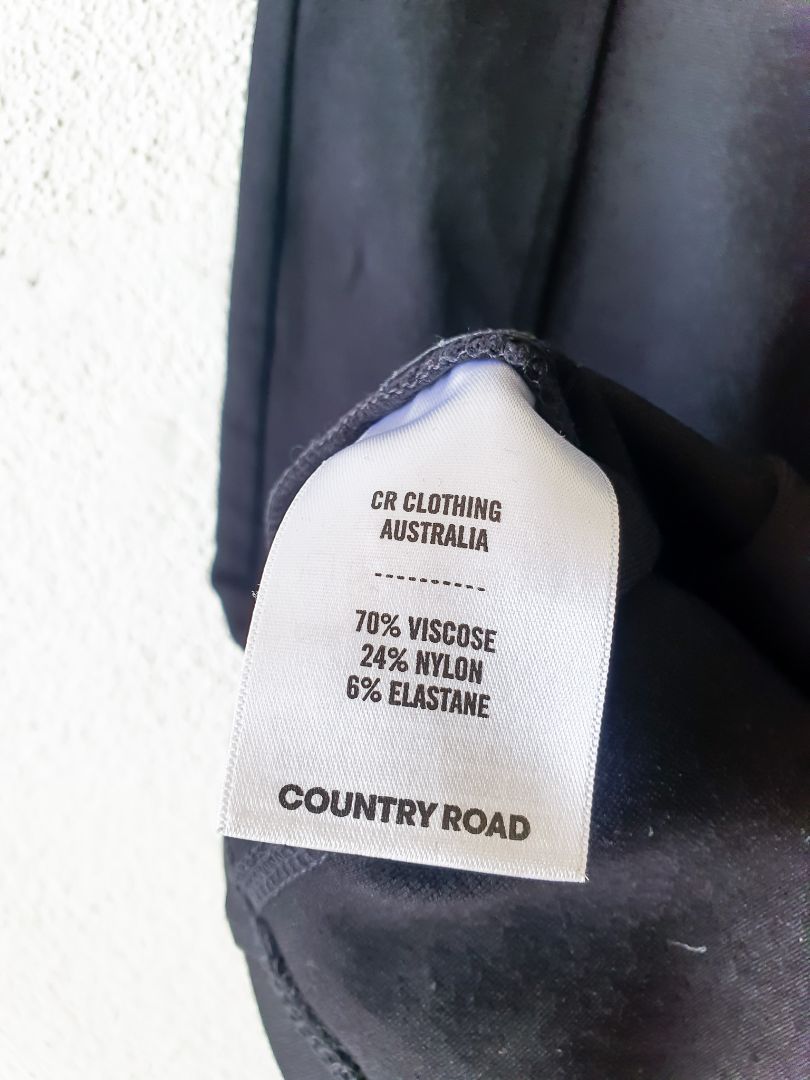 CR CLOTHING
AUSTRALIA
----------
70% VISCOSE
24% NYLON
6% ELASTANE
COUNTRY ROAD